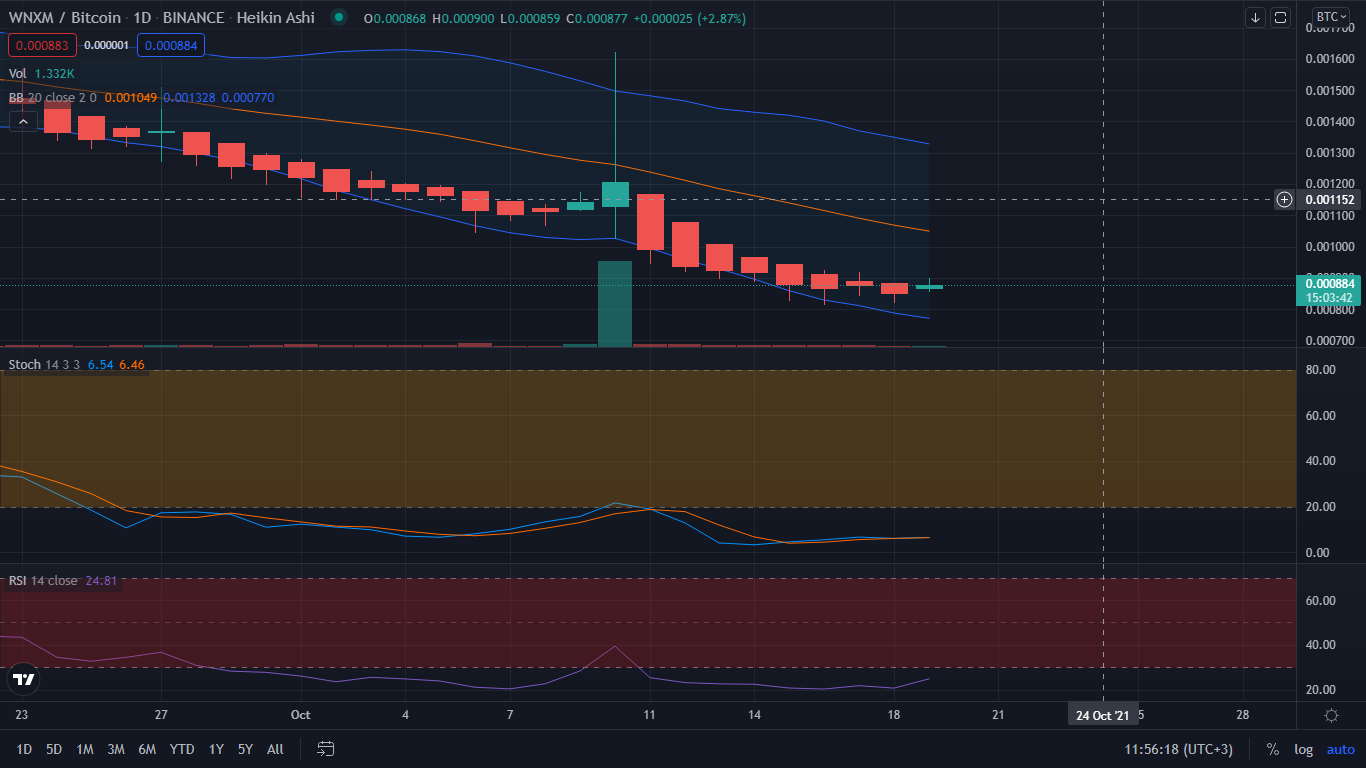 WNXM / Bitcoin · 1D · BINANCE · Heikin Ashi O0.000868 H0.000900 L0.000859 C0.000877 +0.000025 (+2.87%)
BTC
0.000883 0.000001 0.000884
Vol 1.332K
BB 20 close 2 0 0.001049 0.001328 0.000770
0.001700
0.001600
0.001500
0.001400
0.001300
0.001200
0.001152
0.001100
0.001000
0.000884
15:03:42
0.000800
0.000700
Stoch 14 3 3 6.54 6.46
80.00
60.00
40.00
20.00
0.00
RSI 14 close 24.81
60.00
40.00
20.00
23 27 Oct 4 7 11 14 18 21 24 Oct '21 28
1D 5D 1M 3M 6M YTD 1Y 5Y All 11:56:18 (UTC+3) % log auto